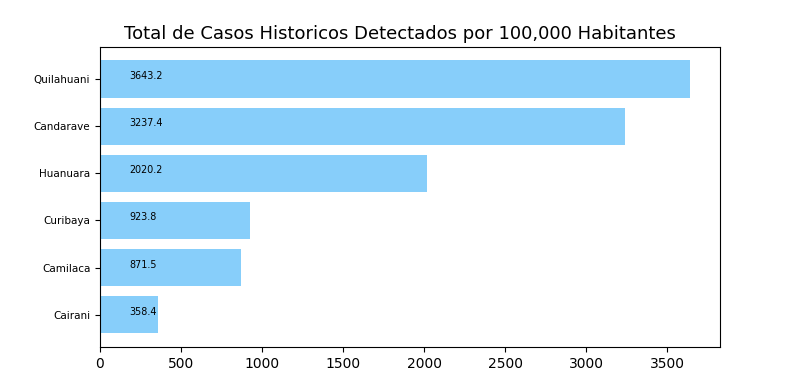 Total de Casos Historicos Detectados por 100,000 Habitantes
Quilahuani 3643.2
Candarave 3237.4
Huanuara 2020.2
Curibaya 923.8
Camilaca 871.5
Cairani 358.4
0 500 1000 1500 2000 2500 3000 3500